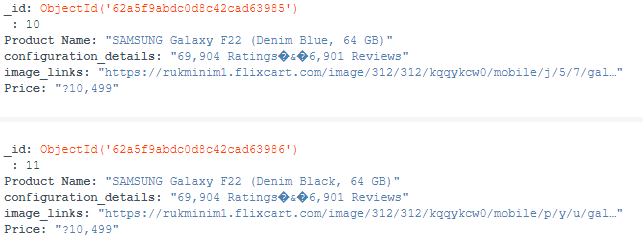 _id: ObjectId('62a5f9abdc0d8c42cad63985')
: 10
Product Name: "SAMSUNG Galaxy F22 (Denim Blue, 64 GB)"
configuration_details: "69,904 Ratings�&�6,901 Reviews"
image_links: "https://rukminim1.flixcart.com/image/312/312/kqqykcw0/mobile/j/5/7/gal…"
Price: "?10,499"
_id: ObjectId('62a5f9abdc0d8c42cad63986')
: 11
Product Name: "SAMSUNG Galaxy F22 (Denim Black, 64 GB)"
configuration_details: "69,904 Ratings�&�6,901 Reviews"
image_links: "https://rukminim1.flixcart.com/image/312/312/kqqykcw0/mobile/p/y/u/gal…"
Price: "?10,499"